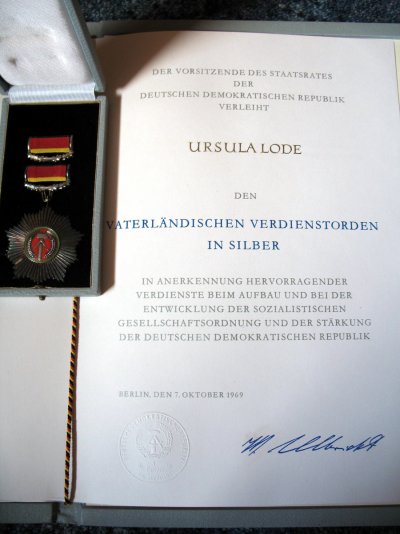 DER VORSITZENDE DES STAATSRATES
DER
DEUTSCHEN DEMOKRATISCHEN REPUBLIK
VERLEIHT
URSULA LODE
DEN
VATERLÄNDISCHEN VERDIENSTORDEN
IN SILBER
IN ANERKENNUNG HERVORRAGENDER
VERDIENSTE BEIM AUFBAU UND BEI DER
ENTWICKLUNG DER SOZIALISTISCHEN
GESELLSCHAFTSORDNUNG UND DER STÄRKUNG
DER DEUTSCHEN DEMOKRATISCHEN REPUBLIK
BERLIN, DEN 7. OKTOBER 1969
W. Ulbricht